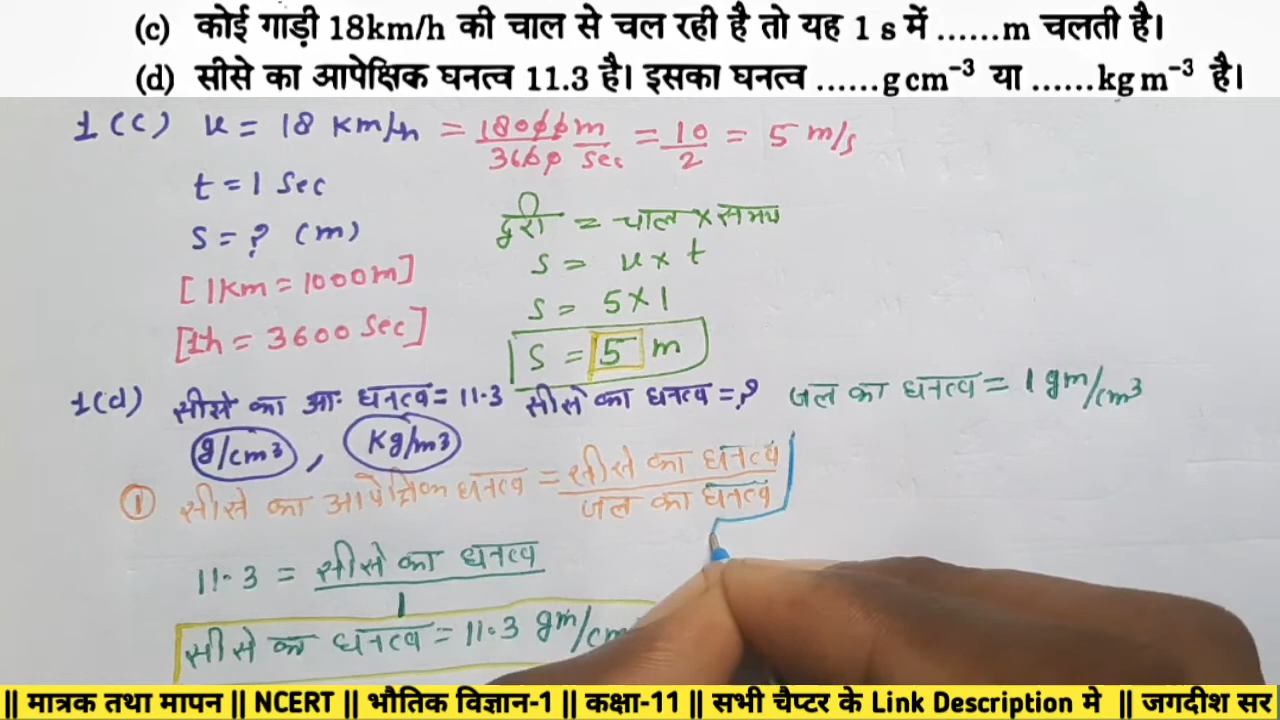 (c) कोई गाड़ी 18km/h की चाल से चल रही है तो यह 1 s में ......m चलती है।
(d) सीसे का आपेक्षिक घनत्व 11.3 है। इसका घनत्व ......g cm⁻³ या ......kg m⁻³ है।
1(c) u = 18 Km/h = 18000m/3600 sec = 10/2 = 5 m/s
t = 1 Sec
S = ? (m)
[1Km = 1000m]
[1h = 3600 Sec]
दुरी = चाल × समय
S = u × t
S = 5 × 1
S = 5 m
1(d) सीसे का आ॰ घनत्व = 11.3 सीसे का घनत्व = ? जल का घनत्व = 1 gm/cm³
g/cm³, Kg/m³
① सीसे का आपेक्षिक घनत्व = सीसे का घनत्व / जल का घनत्व
11.3 = सीसे का घनत्व / 1
सीसे का घनत्व = 11.3 gm/cm
|| मात्रक तथा मापन || NCERT || भौतिक विज्ञान-1 || कक्षा-11 || सभी चैप्टर के Link Description मे || जगदीश सर